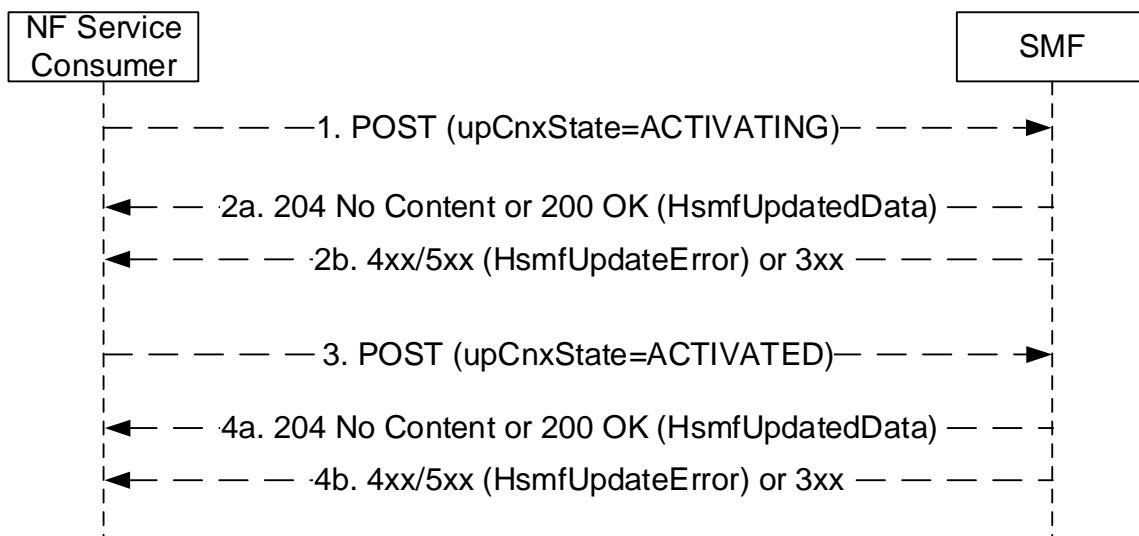 NF Service
Consumer
SMF
1. POST (upCnxState=ACTIVATING)
2a. 204 No Content or 200 OK (HsmfUpdatedData)
2b. 4xx/5xx (HsmfUpdateError) or 3xx
3. POST (upCnxState=ACTIVATED)
4a. 204 No Content or 200 OK (HsmfUpdatedData)
4b. 4xx/5xx (HsmfUpdateError) or 3xx